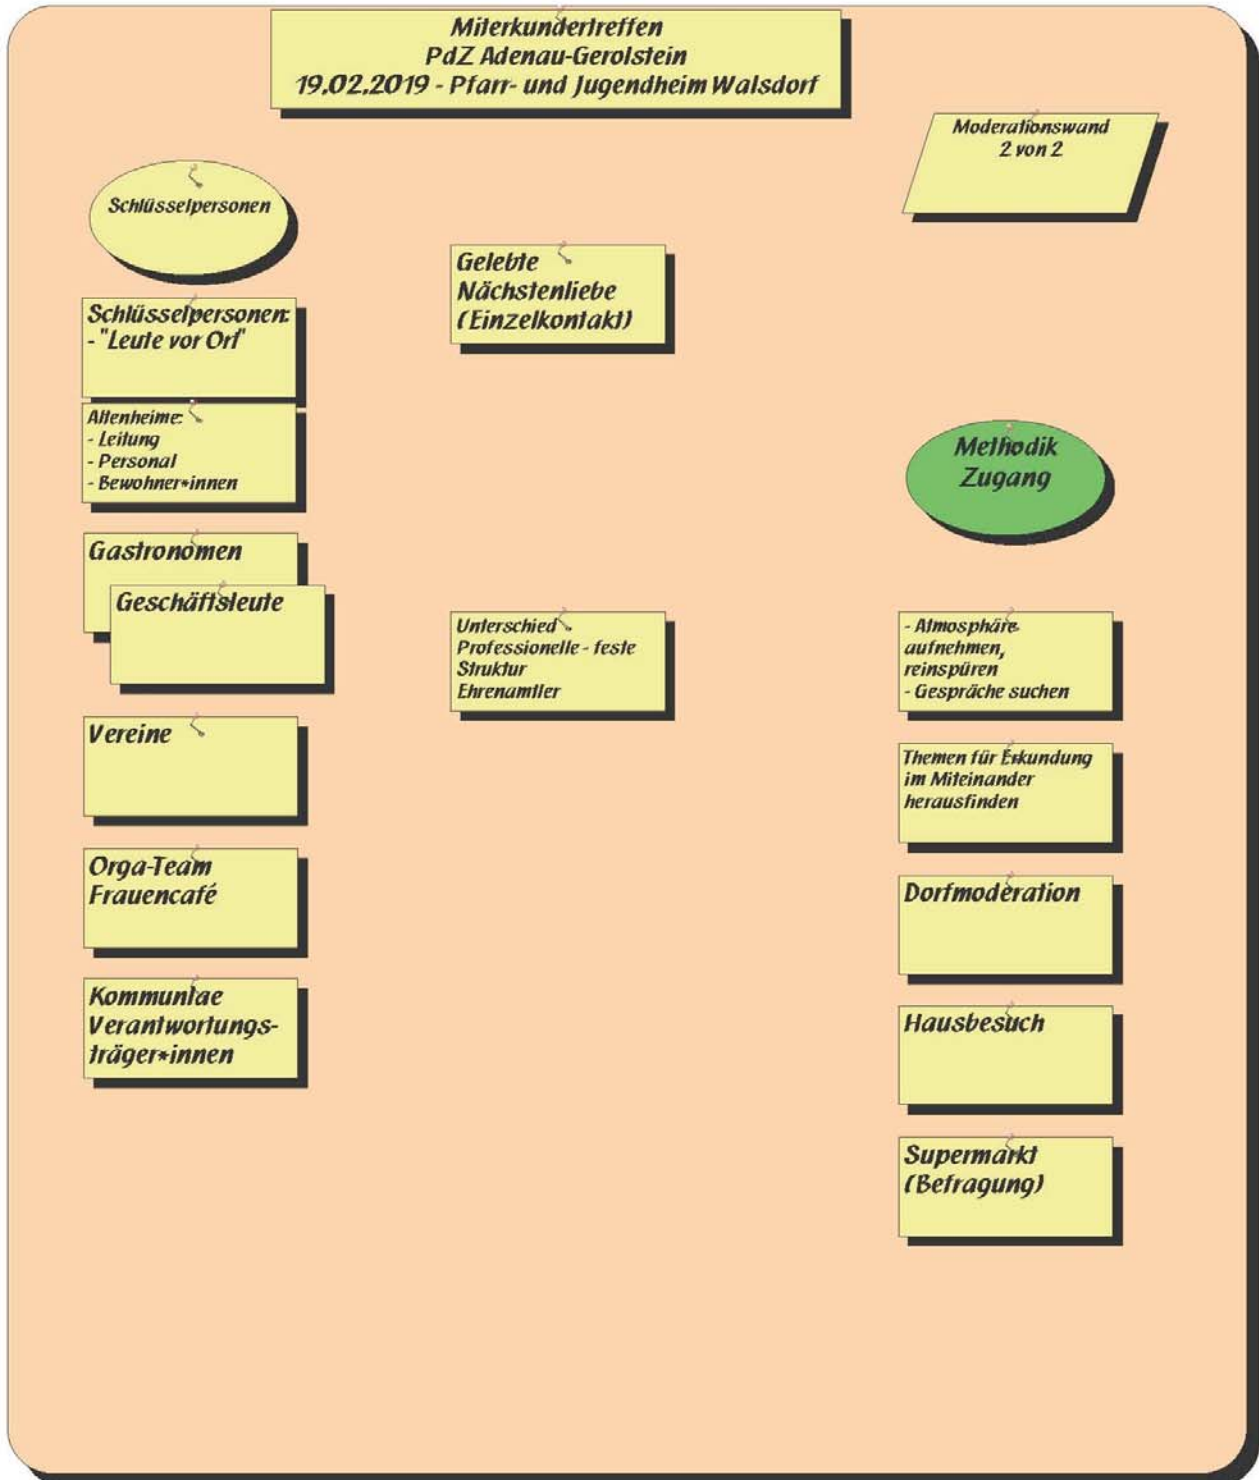 Miterkundertreffen
PdZ Adenau-Gerolstein
19.02.2019 - Pfarr- und Jugendheim Walsdorf
Moderationswand
2 von 2
Schlüsselpersonen
Schlüsselpersonen:
- "Leute vor Ort"
Altenheime:
- Leitung
- Personal
- Bewohner*innen
Gastronomen
Geschäftsleute
Vereine
Orga-Team
Frauencafé
Kommunlae
Verantwortungs-
träger*innen
Gelebte
Nächstenliebe
(Einzelkontakt)
Unterschied
Professionelle - feste
Struktur
Ehrenamtler
Methodik
Zugang
- Atmosphäre
aufnehmen,
reinspüren
- Gespräche suchen
Themen für Erkundung
im Miteinander
herausfinden
Dorfmoderation
Hausbesuch
Supermarkt
(Befragung)